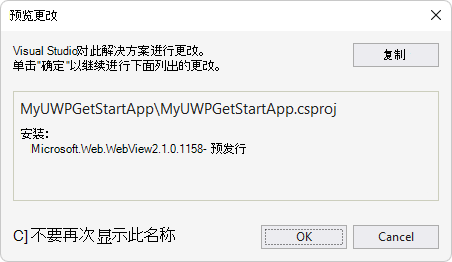 预览更改
Visual Studio对此解决方案进行更改。
单击"确定"以继续进行下面列出的更改。
复制
MyUWPGetStartApp\MyUWPGetStartApp.csproj
安装:
Microsoft.Web.WebView2.1.0.1158- 预发行
C]不要再次显示此名称
OK
Cancel